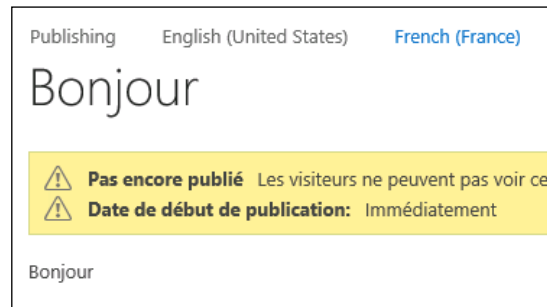 Publishing English (United States) French (France)
Bonjour
Pas encore publié Les visiteurs ne peuvent pas voir ce
Date de début de publication: Immédiatement
Bonjour